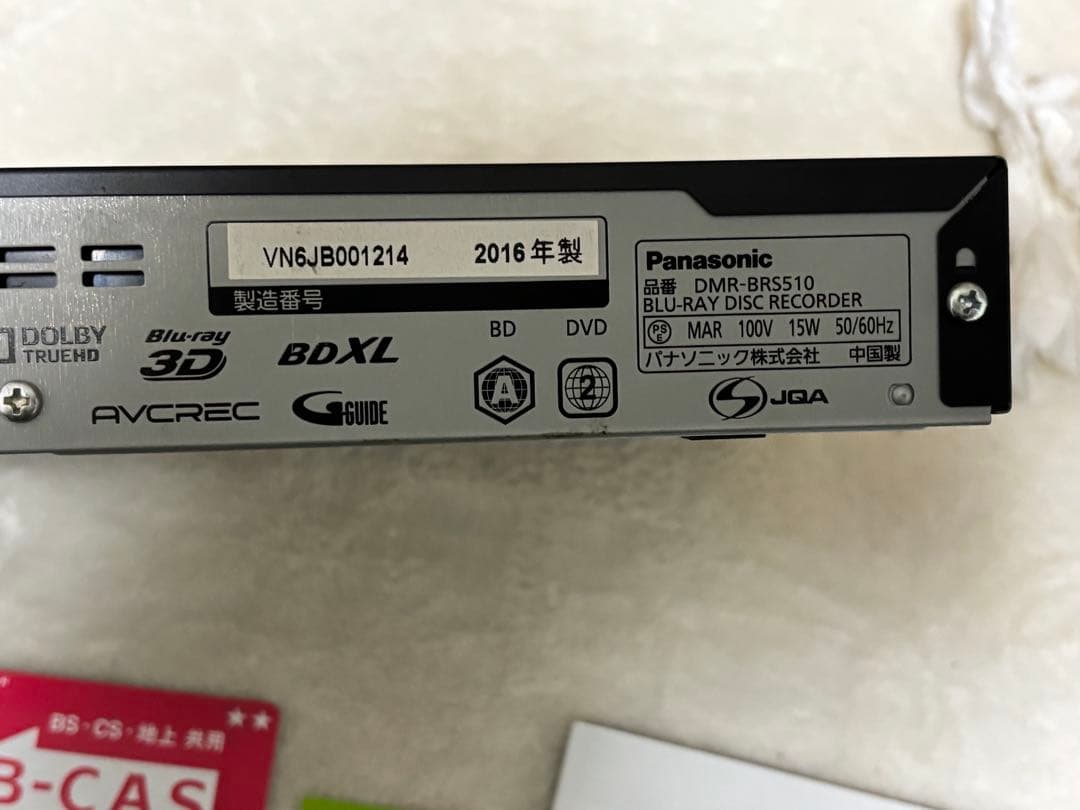 VN6JB001214 2016年製
製造番号
DOLBY
TRUEHD
Blu-ray
3D
BDXL
AVCREC
G-GUIDE
BD DVD
A 2
Panasonic
品番 DMR-BRS510
BLU-RAY DISC RECORDER
PSE MAR 100V 15W 50/60Hz
パナソニック株式会社 中国製
JQA
★★
BS・CS・地上 共用
B-CAS